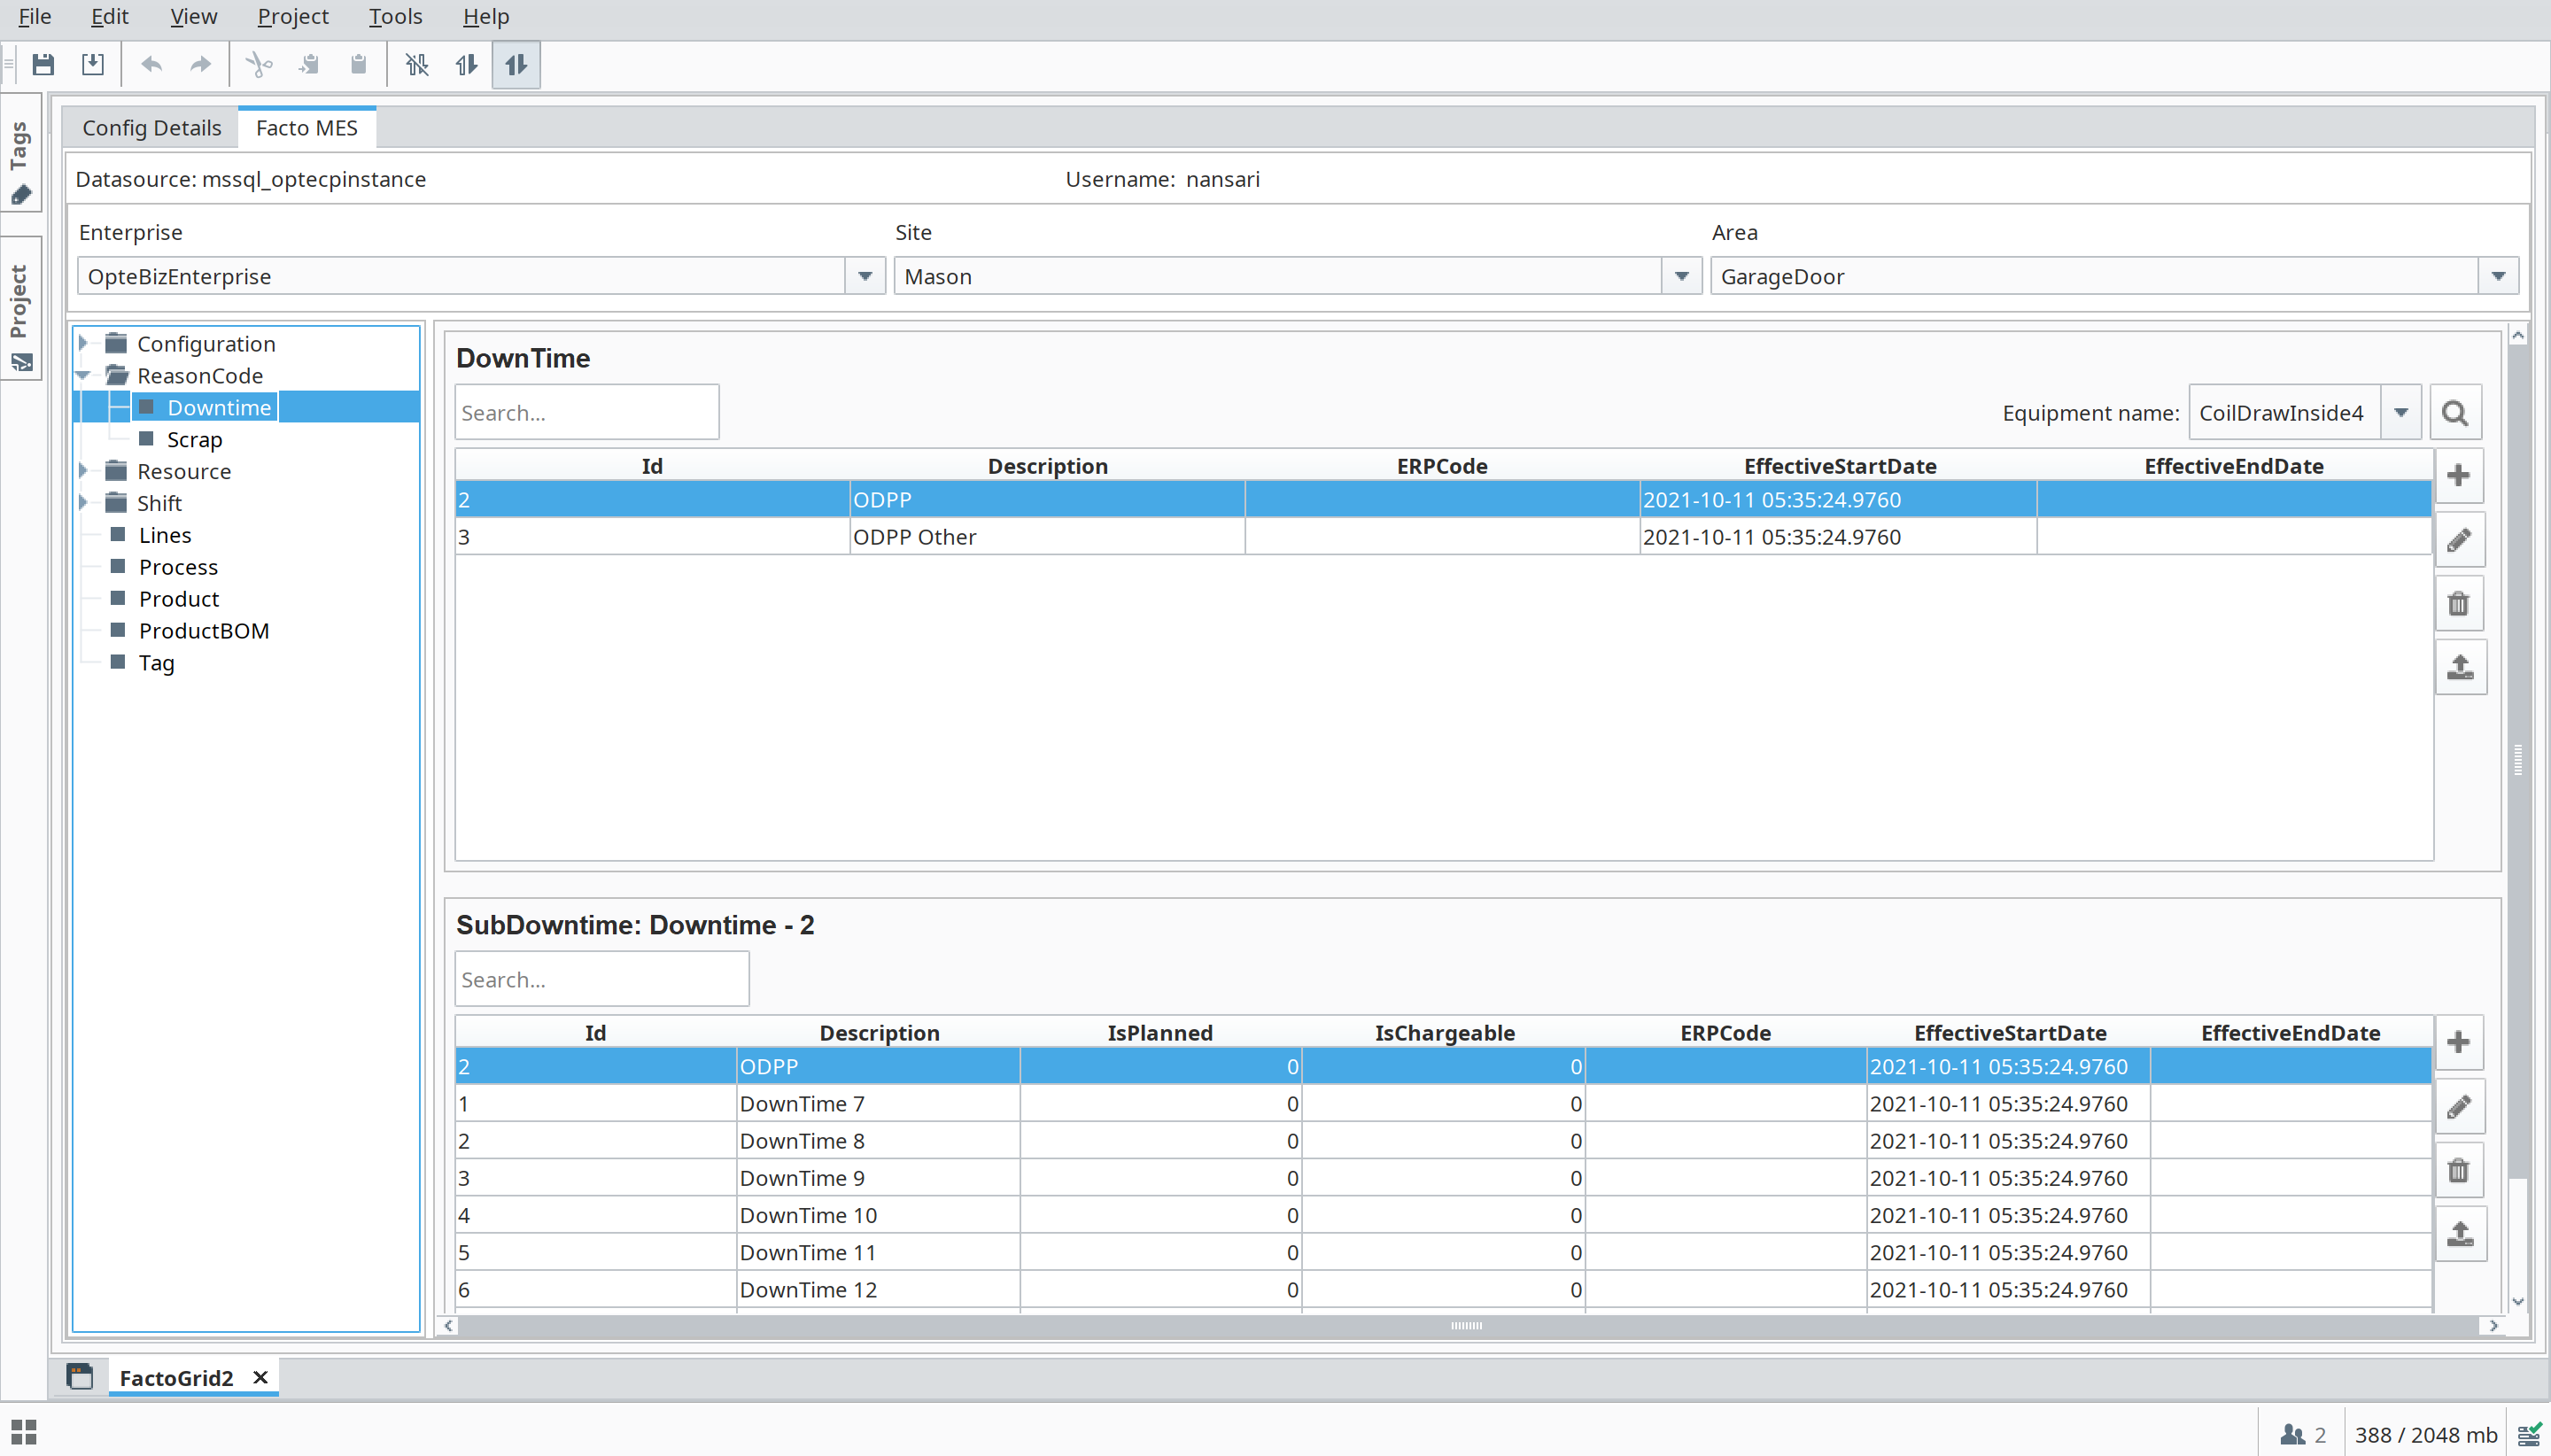 File Edit View Project Tools Help
Tags
Project
Config Details Facto MES
Datasource: mssql_optecpinstance Username: nansari
Enterprise Site Area
OpteBizEnterprise Mason GarageDoor
Configuration
ReasonCode
Downtime
Scrap
Resource
Shift
Lines
Process
Product
ProductBOM
Tag
DownTime
Search... Equipment name: CoilDrawInside4
Id Description ERPCode EffectiveStartDate EffectiveEndDate
2 ODPP 2021-10-11 05:35:24.9760
3 ODPP Other 2021-10-11 05:35:24.9760
SubDowntime: Downtime - 2
Search...
Id Description IsPlanned IsChargeable ERPCode EffectiveStartDate EffectiveEndDate
2 ODPP 0 0 2021-10-11 05:35:24.9760
1 DownTime 7 0 0 2021-10-11 05:35:24.9760
2 DownTime 8 0 0 2021-10-11 05:35:24.9760
3 DownTime 9 0 0 2021-10-11 05:35:24.9760
4 DownTime 10 0 0 2021-10-11 05:35:24.9760
5 DownTime 11 0 0 2021-10-11 05:35:24.9760
6 DownTime 12 0 0 2021-10-11 05:35:24.9760
FactoGrid2
2 388 / 2048 mb